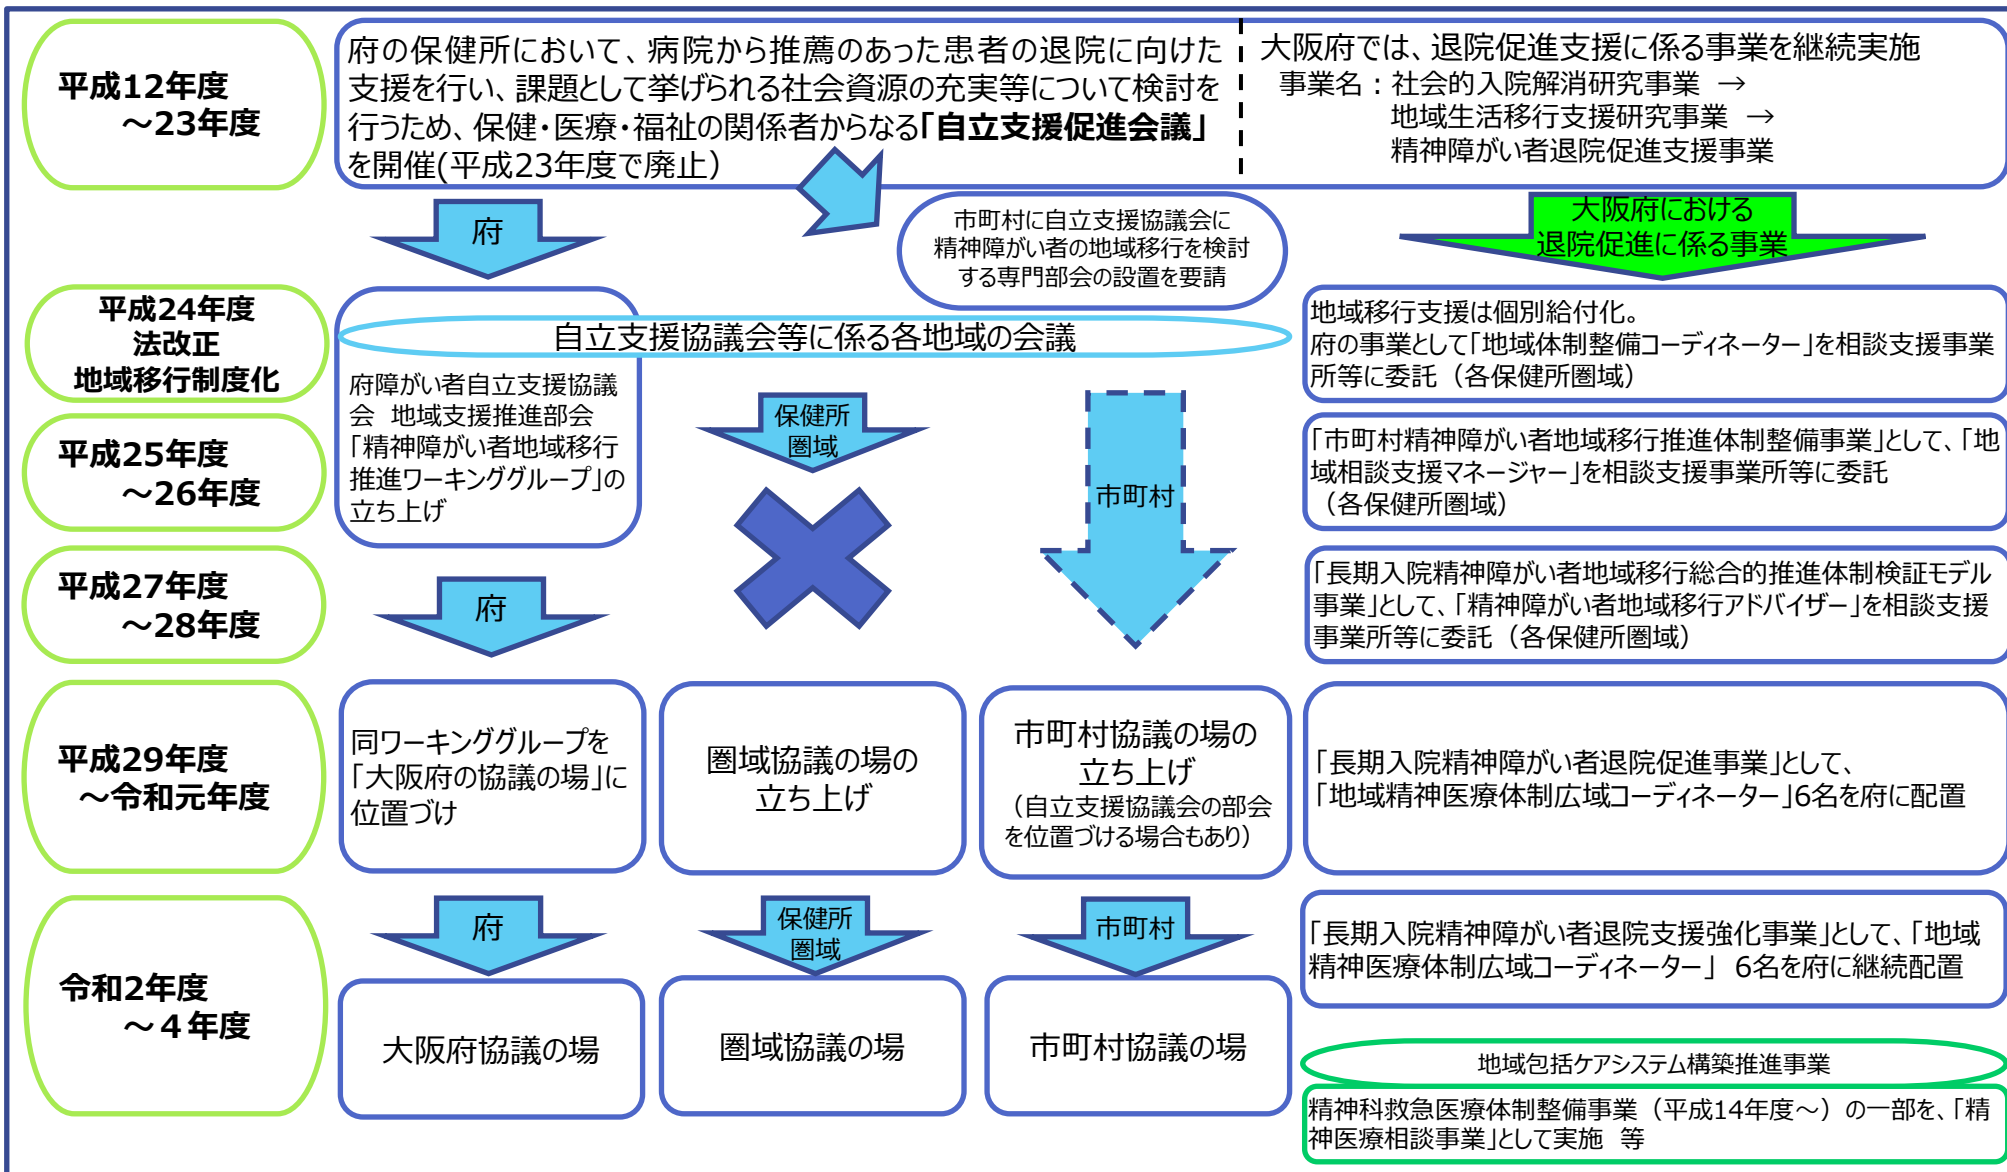 平成12年度
～23年度
府の保健所において、病院から推薦のあった患者の退院に向けた
支援を行い、課題として挙げられる社会資源の充実等について検討を
行うため、保健・医療・福祉の関係者からなる「自立支援促進会議」
を開催(平成23年度で廃止）
大阪府では、退院促進支援に係る事業を継続実施
事業名：社会的入院解消研究事業 →
地域生活移行支援研究事業 →
精神障がい者退院促進支援事業
府
市町村に自立支援協議会に
精神障がい者の地域移行を検討
する専門部会の設置を要請
大阪府における
退院促進に係る事業
平成24年度
法改正
地域移行制度化
自立支援協議会等に係る各地域の会議
府障がい者自立支援協議
会 地域支援推進部会
「精神障がい者地域移行
推進ワーキンググループ」の
立ち上げ
保健所
圏域
市町村
地域移行支援は個別給付化。
府の事業として「地域体制整備コーディネーター」を相談支援事業
所等に委託（各保健所圏域）
平成25年度
～26年度
「市町村精神障がい者地域移行推進体制整備事業」として、「地
域相談支援マネージャー」を相談支援事業所等に委託
（各保健所圏域）
平成27年度
～28年度
府
「長期入院精神障がい者地域移行総合的推進体制検証モデル
事業」として、「精神障がい者地域移行アドバイザー」を相談支援
事業所等に委託（各保健所圏域）
平成29年度
～令和元年度
同ワーキンググループを
「大阪府の協議の場」に
位置づけ
圏域協議の場の
立ち上げ
市町村協議の場の
立ち上げ
（自立支援協議会の部会
を位置づける場合もあり）
「長期入院精神障がい者退院促進事業」として、
「地域精神医療体制広域コーディネーター」6名を府に配置
府
保健所
圏域
市町村
令和2年度
～４年度
大阪府協議の場
圏域協議の場
市町村協議の場
「長期入院精神障がい者退院支援強化事業」として、「地域
精神医療体制広域コーディネーター」 6名を府に継続配置
地域包括ケアシステム構築推進事業
精神科救急医療体制整備事業（平成14年度～）の一部を、「精
神医療相談事業」として実施 等